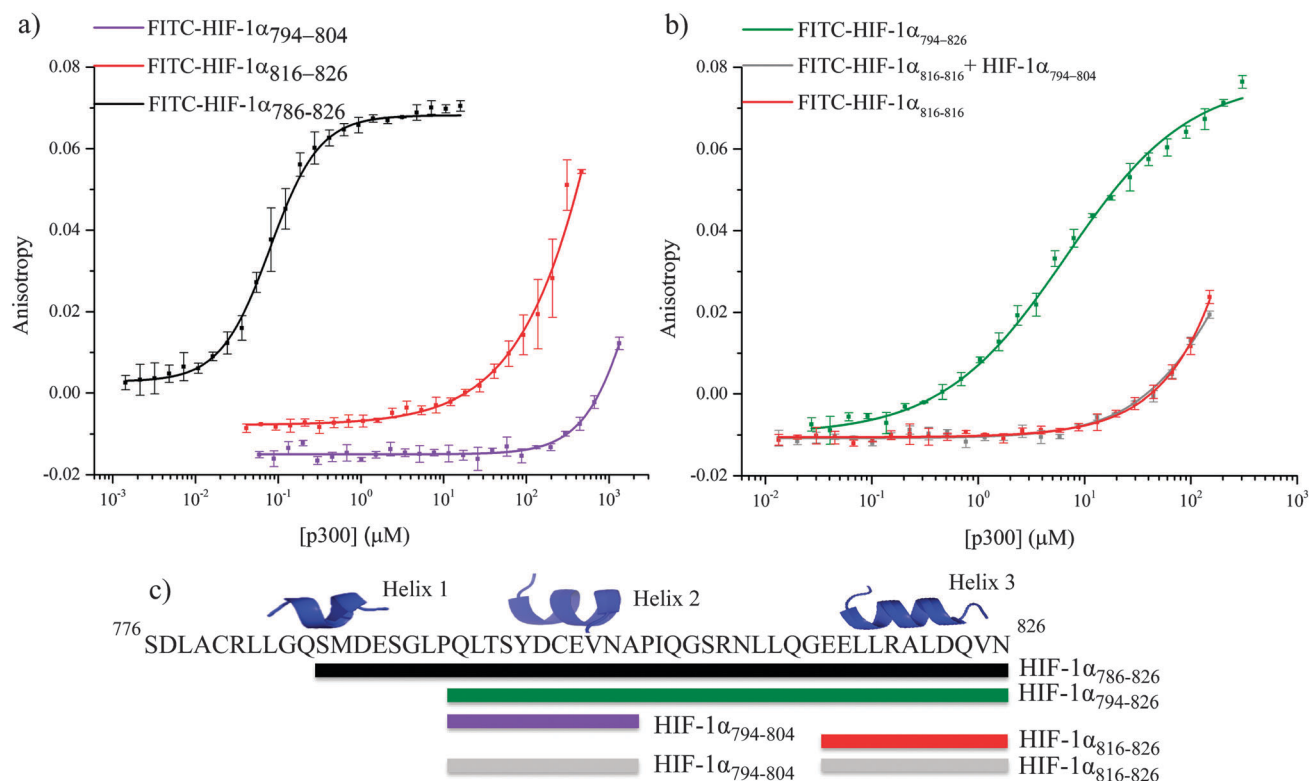 a)
FITC-HIF-1α794–804
FITC-HIF-1α816–826
FITC-HIF-1α786–826
0.08
0.06
0.04
0.02
0.00
-0.02
Anisotropy
10-3 10-2 10-1 100 101 102 103
[p300] (μM)
b)
FITC-HIF-1α794–826
FITC-HIF-1α816-816 + HIF-1α794–804
FITC-HIF-1α816-816
0.08
0.06
0.04
0.02
0.00
-0.02
Anisotropy
10-2 10-1 100 101 102 103
[p300] (μM)
c)
Helix 1
Helix 2
Helix 3
776 SDLACRLLGQSMDESGLPQLTSYDCEVNAPIQGSRNLLQGEELLRALDQVN 826
HIF-1α786-826
HIF-1α794-826
HIF-1α794-804
HIF-1α816-826
HIF-1α794-804
HIF-1α816-826